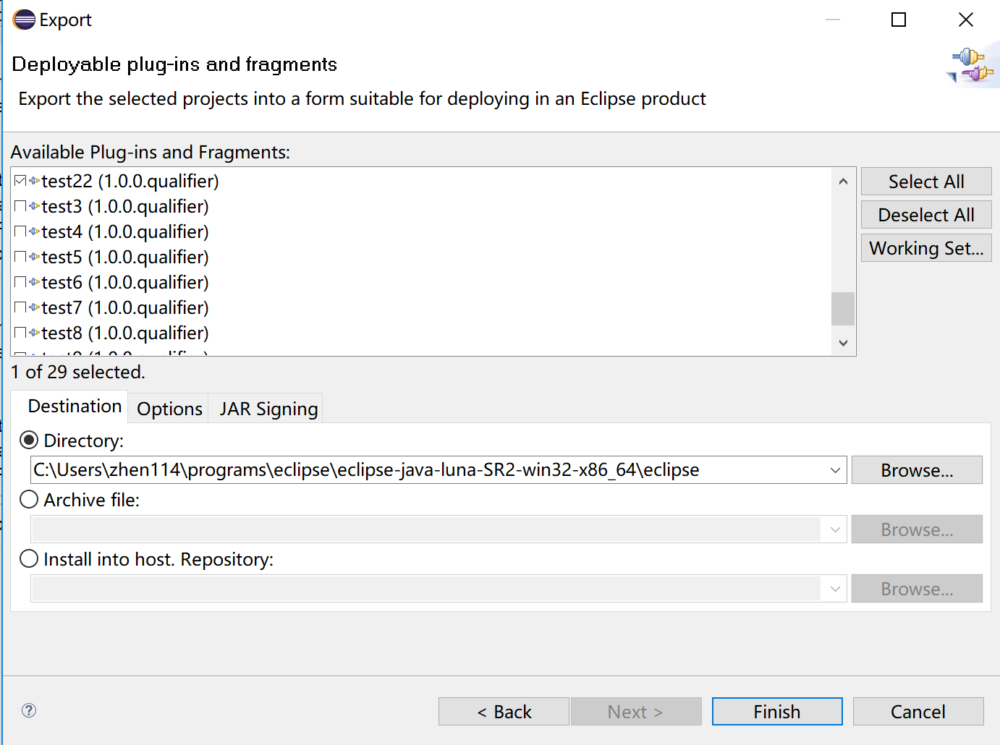 Export
Deployable plug-ins and fragments
Export the selected projects into a form suitable for deploying in an Eclipse product
Available Plug-ins and Fragments:
test22 (1.0.0.qualifier)
test3 (1.0.0.qualifier)
test4 (1.0.0.qualifier)
test5 (1.0.0.qualifier)
test6 (1.0.0.qualifier)
test7 (1.0.0.qualifier)
test8 (1.0.0.qualifier)
Select All
Deselect All
Working Set...
1 of 29 selected.
Destination Options JAR Signing
Directory:
C:\Users\zhen114\programs\eclipse\eclipse-java-luna-SR2-win32-x86_64\eclipse Browse...
Archive file:
Browse...
Install into host. Repository:
Browse...
? < Back Next > Finish Cancel